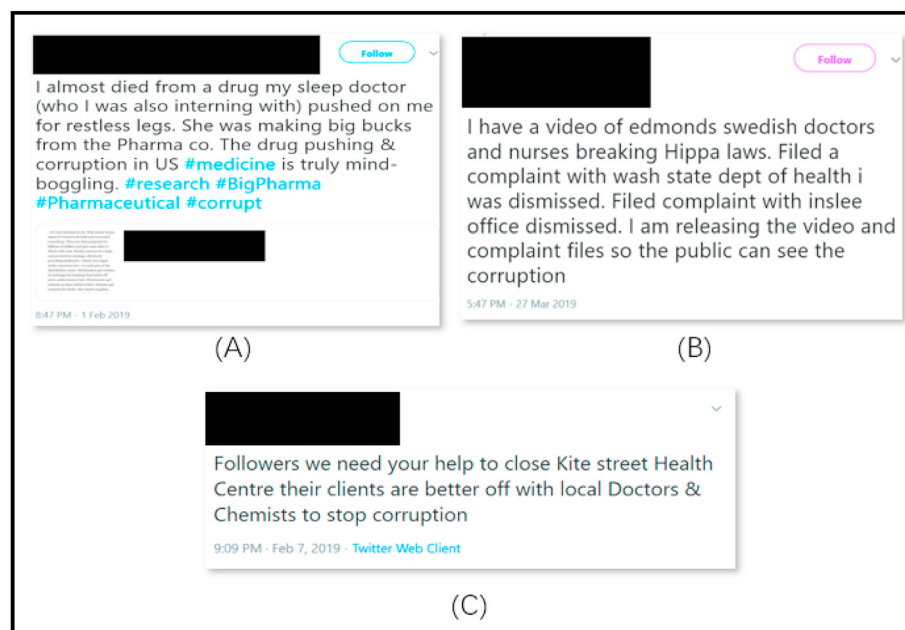 Follow
I almost died from a drug my sleep doctor
(who I was also interning with) pushed on me
for restless legs. She was making big bucks
from the Pharma co. The drug pushing &
corruption in US #medicine is truly mind-
boggling. #research #BigPharma
#Pharmaceutical #corrupt
8:47 PM - 1 Feb 2019
(A)
Follow
I have a video of edmonds swedish doctors
and nurses breaking Hippa laws. Filed a
complaint with wash state dept of health i
was dismissed. Filed complaint with inslee
office dismissed. I am releasing the video and
complaint files so the public can see the
corruption
5:47 PM - 27 Mar 2019
(B)
Followers we need your help to close Kite street Health
Centre their clients are better off with local Doctors &
Chemists to stop corruption
9:09 PM · Feb 7, 2019 · Twitter Web Client
(C)